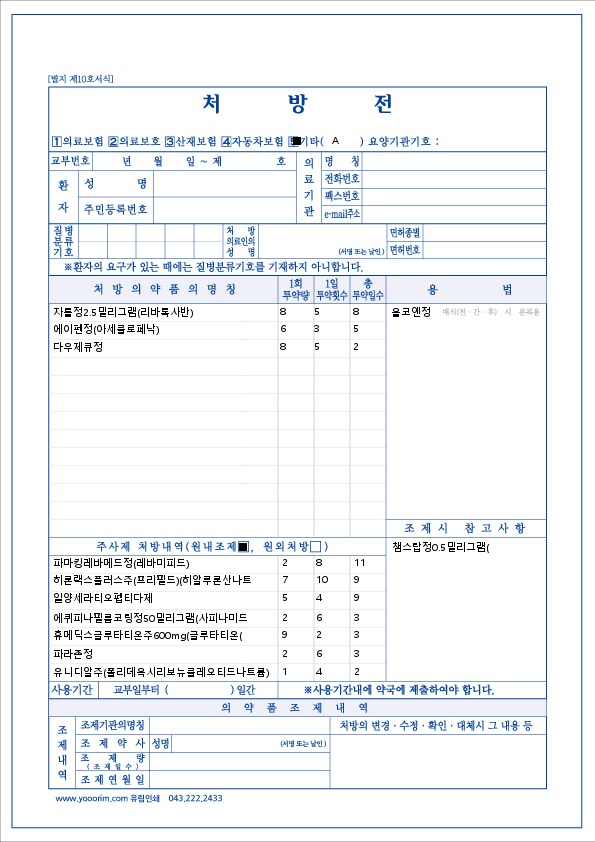 [별지 제10호서식]
처 방 전
1의료보험 2의료보호 3산재보험 4자동차보험 기타( A ) 요양기관기호 :
교부번호 년 월 일 ~ 제 호
환자 성 명
주민등록번호
의료기관 명 칭
전화번호
팩스번호
e-mail주소
질병분류기호
처 방 의료인의 성 명 (서명 또는 날인)
면허종별
면허번호
※환자의 요구가 있는 때에는 질병분류기호를 기재하지 아니합니다.
처 방 의 약 품 의 명 칭 1회 투약량 1일 투약횟수 총 투약일수 용 법
자를정2.5밀리그램(리바록사반) 8 5 8
에이펜정(아세클로페낙) 6 3 5
다우제큐정 8 5 2
올코엔정 매식(전 · 간 · 후) 시 분복용
조 제 시 참 고 사 항
챔스탑정0.5밀리그램(
주사제 처방내역(원내조제■, 원외처방□)
파마킹레바메드정(레바미피드) 2 8 11
히론랙스플러스주(프리필드)(히알루론산나트 7 10 9
일양세라티오펩티다제 5 4 9
에퀴피나필름코팅정50밀리그램(사피나미드 2 6 3
휴메딕스글루타티온주600mg(글루타티온( 9 2 3
파라존정 2 6 3
유니디알주(폴리데옥시리보뉴클레오티드나트륨) 1 4 2
사용기간 교부일부터 ( ) 일간 ※사용기간내에 약국에 제출하여야 합니다.
의 약 품 조 제 내 역
조제내역 조제기관의명칭
조 제 약 사 성명 (서명 또는 날인)
조 제 량
(조제일수)
조 제 연 월 일
처방의 변경 · 수정 · 확인 · 대체시 그 내용 등
www.yooorim.com 유림인쇄 043.222.2433